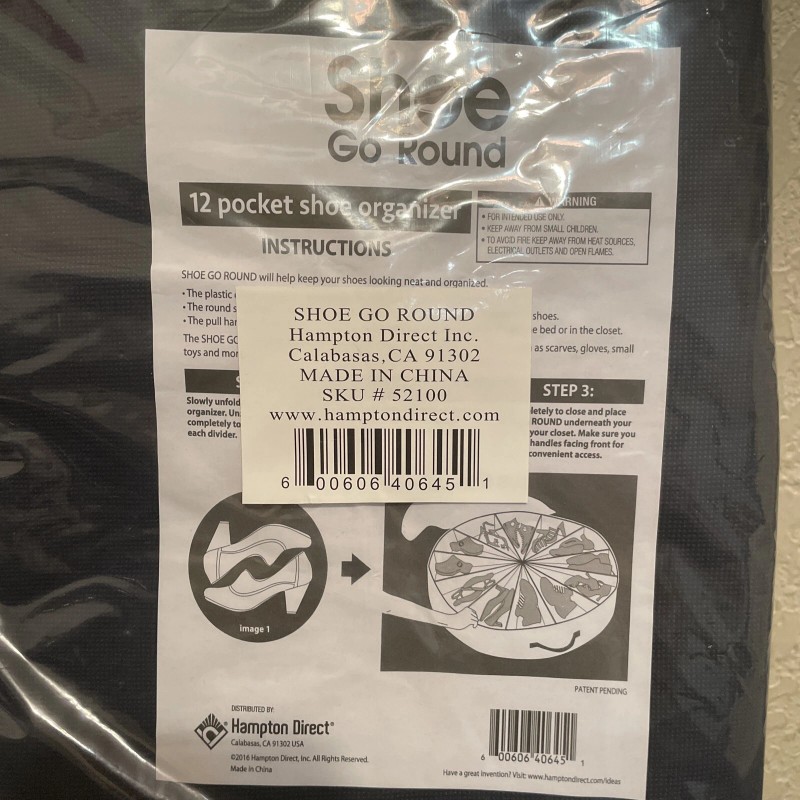 Shoe
Go Round
12 pocket shoe organizer
WARNING
• FOR INTENDED USE ONLY.
• KEEP AWAY FROM SMALL CHILDREN.
• TO AVOID FIRE KEEP AWAY FROM HEAT SOURCES,
ELECTRICAL OUTLETS AND OPEN FLAMES.
INSTRUCTIONS
SHOE GO ROUND will help keep your shoes looking neat and organized.
• The plastic
• The round
shoes.
• The pull
bed or in the closet.
The SHOE GO
as scarves, gloves, small
toys and
SHOE GO ROUND
Hampton Direct Inc.
Calabasas,CA 91302
MADE IN CHINA
SKU # 52100
www.hamptondirect.com
6 00606 40645 1
Slowly unfold
organizer.
completely to
each divider.
STEP 3:
to close and place
ROUND underneath your
your closet. Make sure you
handles facing front for
convenient access.
image 1
PATENT PENDING
DISTRIBUTED BY:
Hampton Direct®
Calabasas, CA 91302 USA
©2016 Hampton Direct, Inc. All Rights Reserved.
Made in China
6 00606 40645 1
Have a great invention? Visit: www.hamptondirect.com/ideas